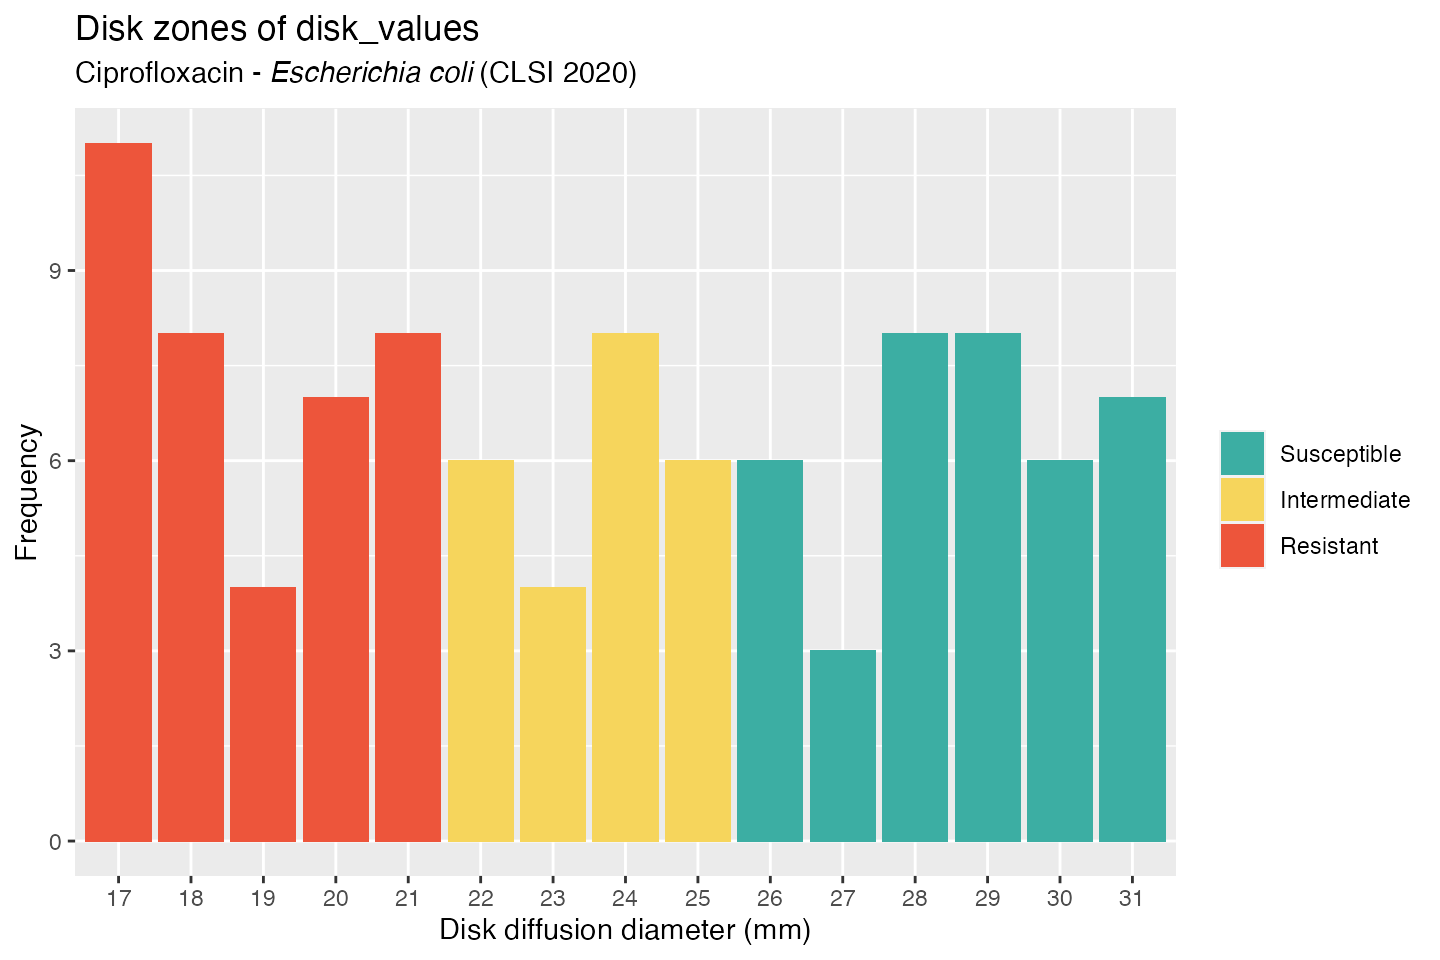 Disk zones of disk_values
Ciprofloxacin - Escherichia coli (CLSI 2020)
Frequency
9
6
3
0
17 18 19 20 21 22 23 24 25 26 27 28 29 30 31
Disk diffusion diameter (mm)
Susceptible
Intermediate
Resistant